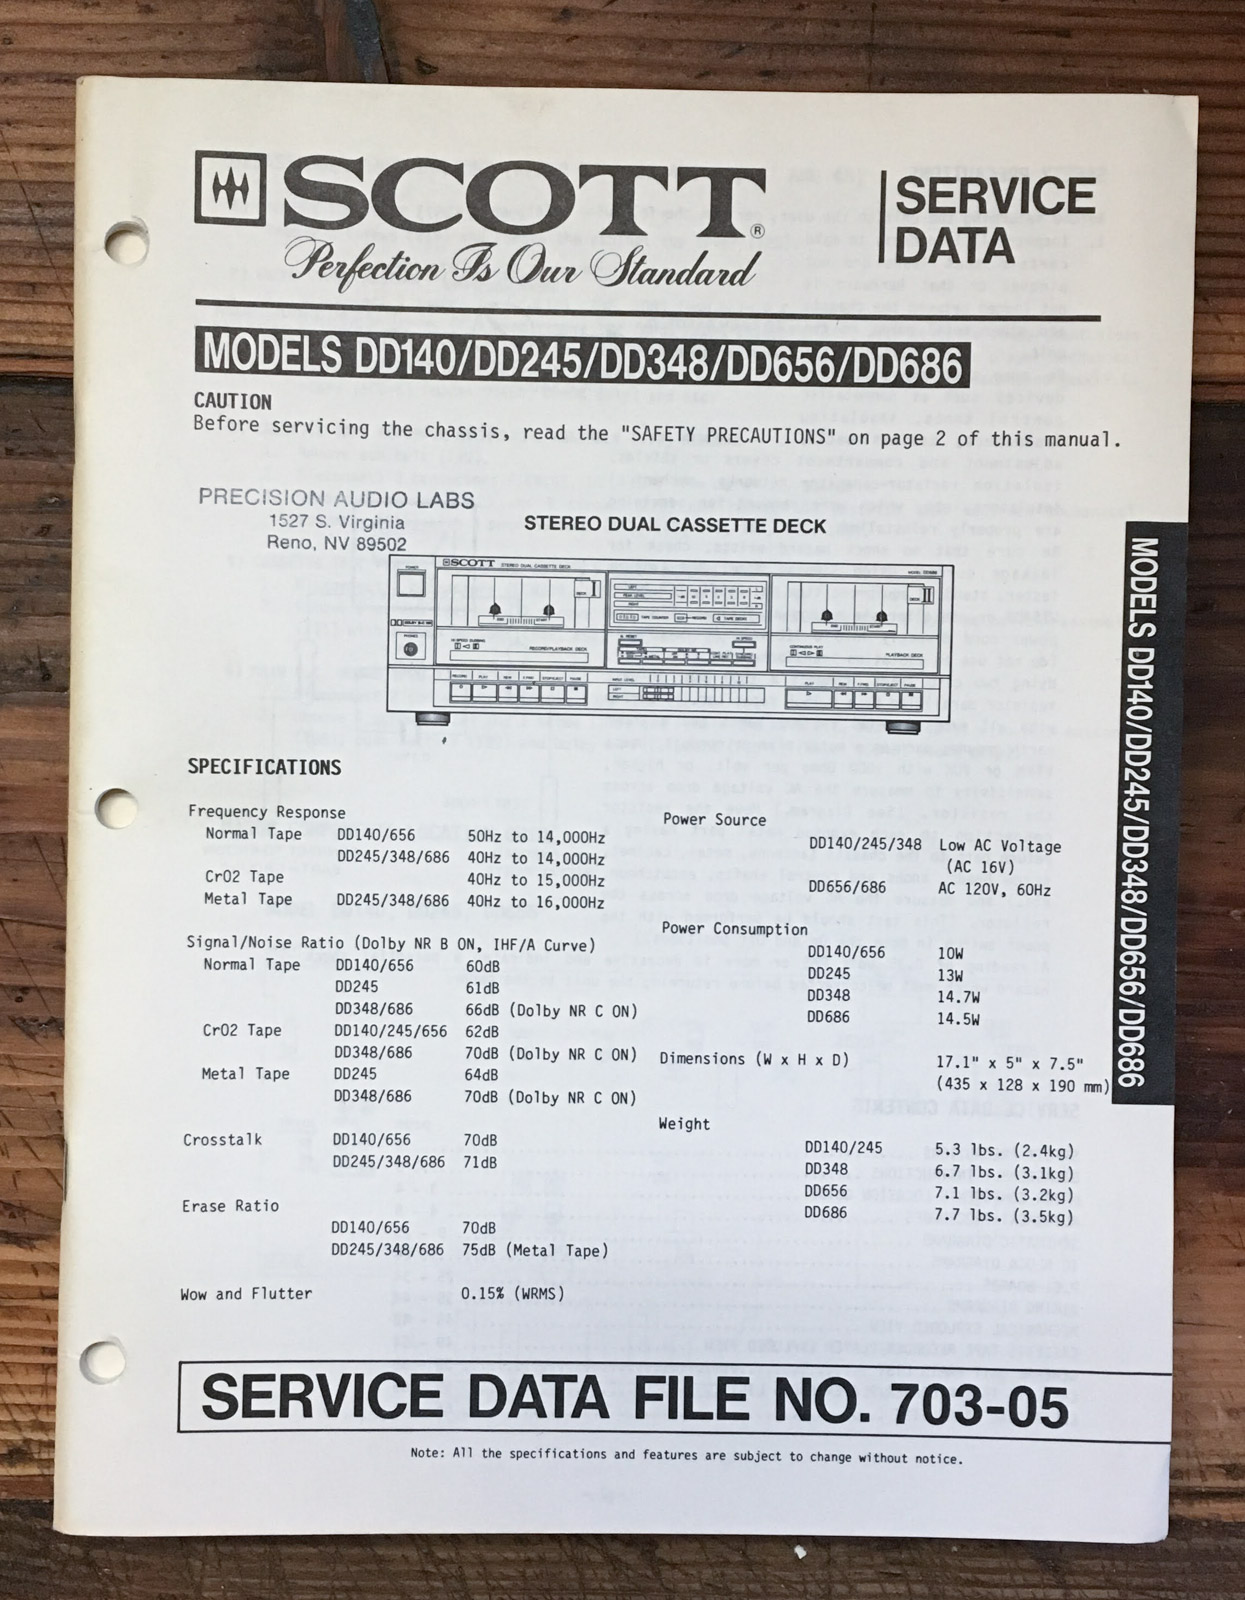 SCOTT®
Perfection Is Our Standard
SERVICE
DATA
MODELS DD140/DD245/DD348/DD656/DD686
CAUTION
Before servicing the chassis, read the "SAFETY PRECAUTIONS" on page 2 of this manual.
PRECISION AUDIO LABS
1527 S. Virginia
Reno, NV 89502
STEREO DUAL CASSETTE DECK
SCOTT STEREO DUAL CASSETTE DECK
RECORD/PLAYBACK DECK
PLAYBACK DECK
SPECIFICATIONS
Frequency Response
Normal Tape DD140/656 50Hz to 14,000Hz
DD245/348/686 40Hz to 14,000Hz
CrO2 Tape 40Hz to 15,000Hz
Metal Tape DD245/348/686 40Hz to 16,000Hz
Signal/Noise Ratio (Dolby NR B ON, IHF/A Curve)
Normal Tape DD140/656 60dB
DD245 61dB
DD348/686 66dB (Dolby NR C ON)
CrO2 Tape DD140/245/656 62dB
DD348/686 70dB (Dolby NR C ON)
Metal Tape DD245 64dB
DD348/686 70dB (Dolby NR C ON)
Crosstalk DD140/656 70dB
DD245/348/686 71dB
Erase Ratio
DD140/656 70dB
DD245/348/686 75dB (Metal Tape)
Wow and Flutter 0.15% (WRMS)
Power Source
DD140/245/348 Low AC Voltage
(AC 16V)
DD656/686 AC 120V, 60Hz
Power Consumption
DD140/656 10W
DD245 13W
DD348 14.7W
DD686 14.5W
Dimensions (W x H x D) 17.1" x 5" x 7.5"
(435 x 128 x 190 mm)
Weight
DD140/245 5.3 lbs. (2.4kg)
DD348 6.7 lbs. (3.1kg)
DD656 7.1 lbs. (3.2kg)
DD686 7.7 lbs. (3.5kg)
MODELS DD140/DD245/DD348/DD656/DD686
SERVICE DATA FILE NO. 703-05
Note: All the specifications and features are subject to change without notice.